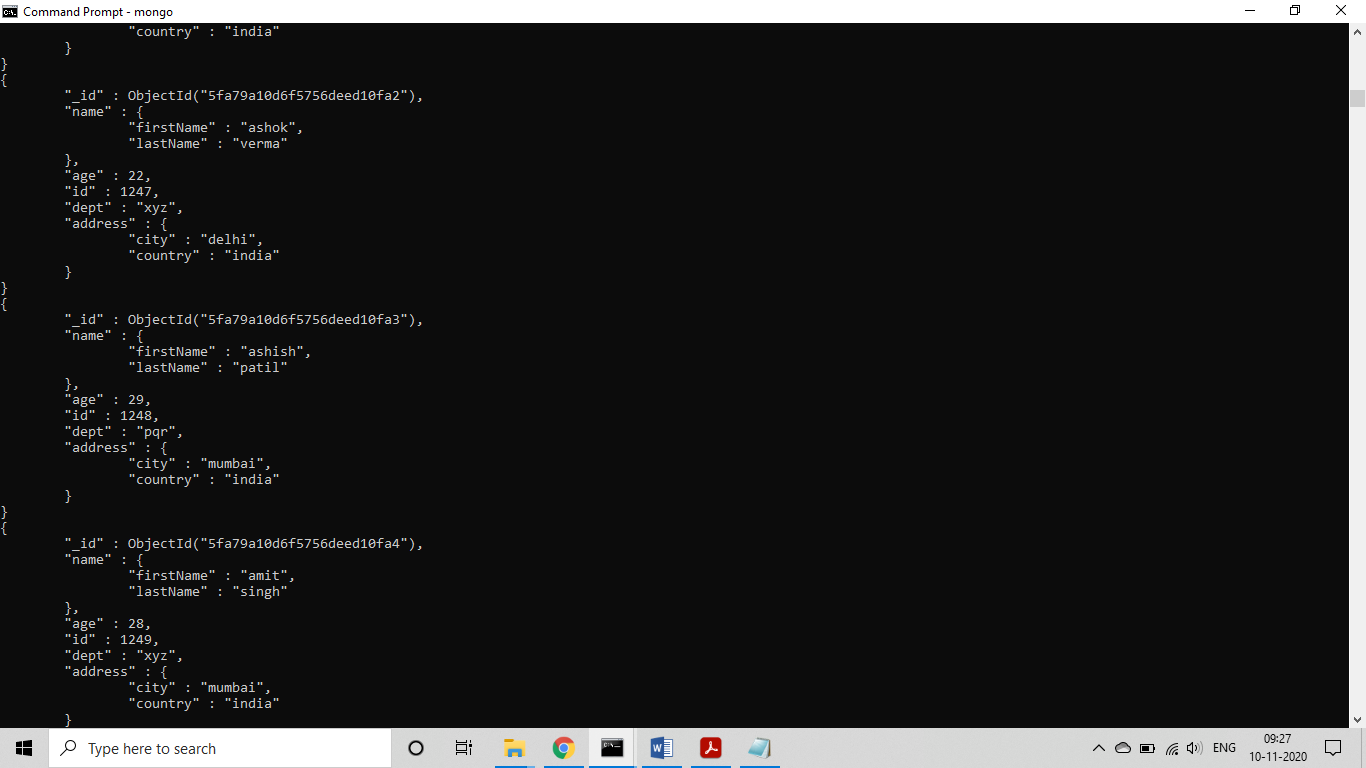 Command Prompt - mongo
"country" : "india"
}
}
{
"_id" : ObjectId("5fa79a10d6f5756deed10fa2"),
"name" : {
"firstName" : "ashok",
"lastName" : "verma"
},
"age" : 22,
"id" : 1247,
"dept" : "xyz",
"address" : {
"city" : "delhi",
"country" : "india"
}
}
{
"_id" : ObjectId("5fa79a10d6f5756deed10fa3"),
"name" : {
"firstName" : "ashish",
"lastName" : "patil"
},
"age" : 29,
"id" : 1248,
"dept" : "pqr",
"address" : {
"city" : "mumbai",
"country" : "india"
}
}
{
"_id" : ObjectId("5fa79a10d6f5756deed10fa4"),
"name" : {
"firstName" : "amit",
"lastName" : "singh"
},
"age" : 28,
"id" : 1249,
"dept" : "xyz",
"address" : {
"city" : "mumbai",
"country" : "india"
}
Type here to search
ENG
09:27
10-11-2020